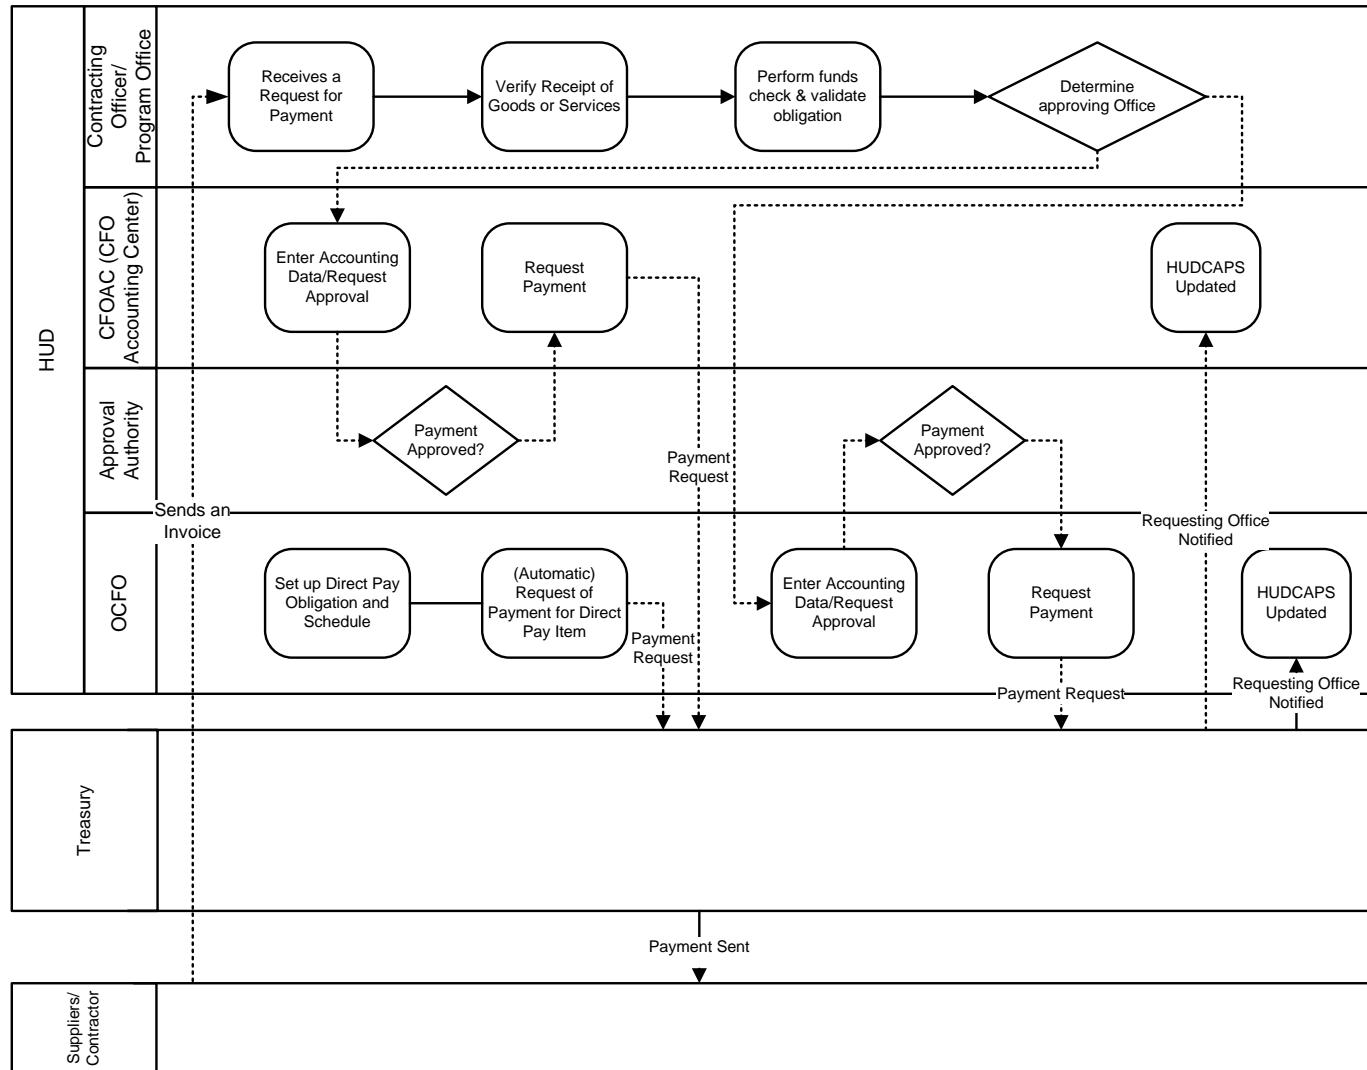 HUD
Contracting
Officer/
Program Office
Receives a
Request for
Payment
Verify Receipt of
Goods or Services
Perform funds
check & validate
obligation
Determine
approving Office
CFOAC (CFO
Accounting Center)
Enter Accounting
Data/Request
Approval
Request
Payment
HUDCAPS
Updated
Approval
Authority
Payment
Approved?
Payment
Request
Payment
Approved?
Sends an
Invoice
Requesting Office
Notified
OCFO
Set up Direct Pay
Obligation and
Schedule
(Automatic)
Request of
Payment for Direct
Pay Item
Payment
Request
Enter Accounting
Data/Request
Approval
Request
Payment
HUDCAPS
Updated
Payment Request
Requesting Office
Notified
Treasury
Payment Sent
Suppliers/
Contractor